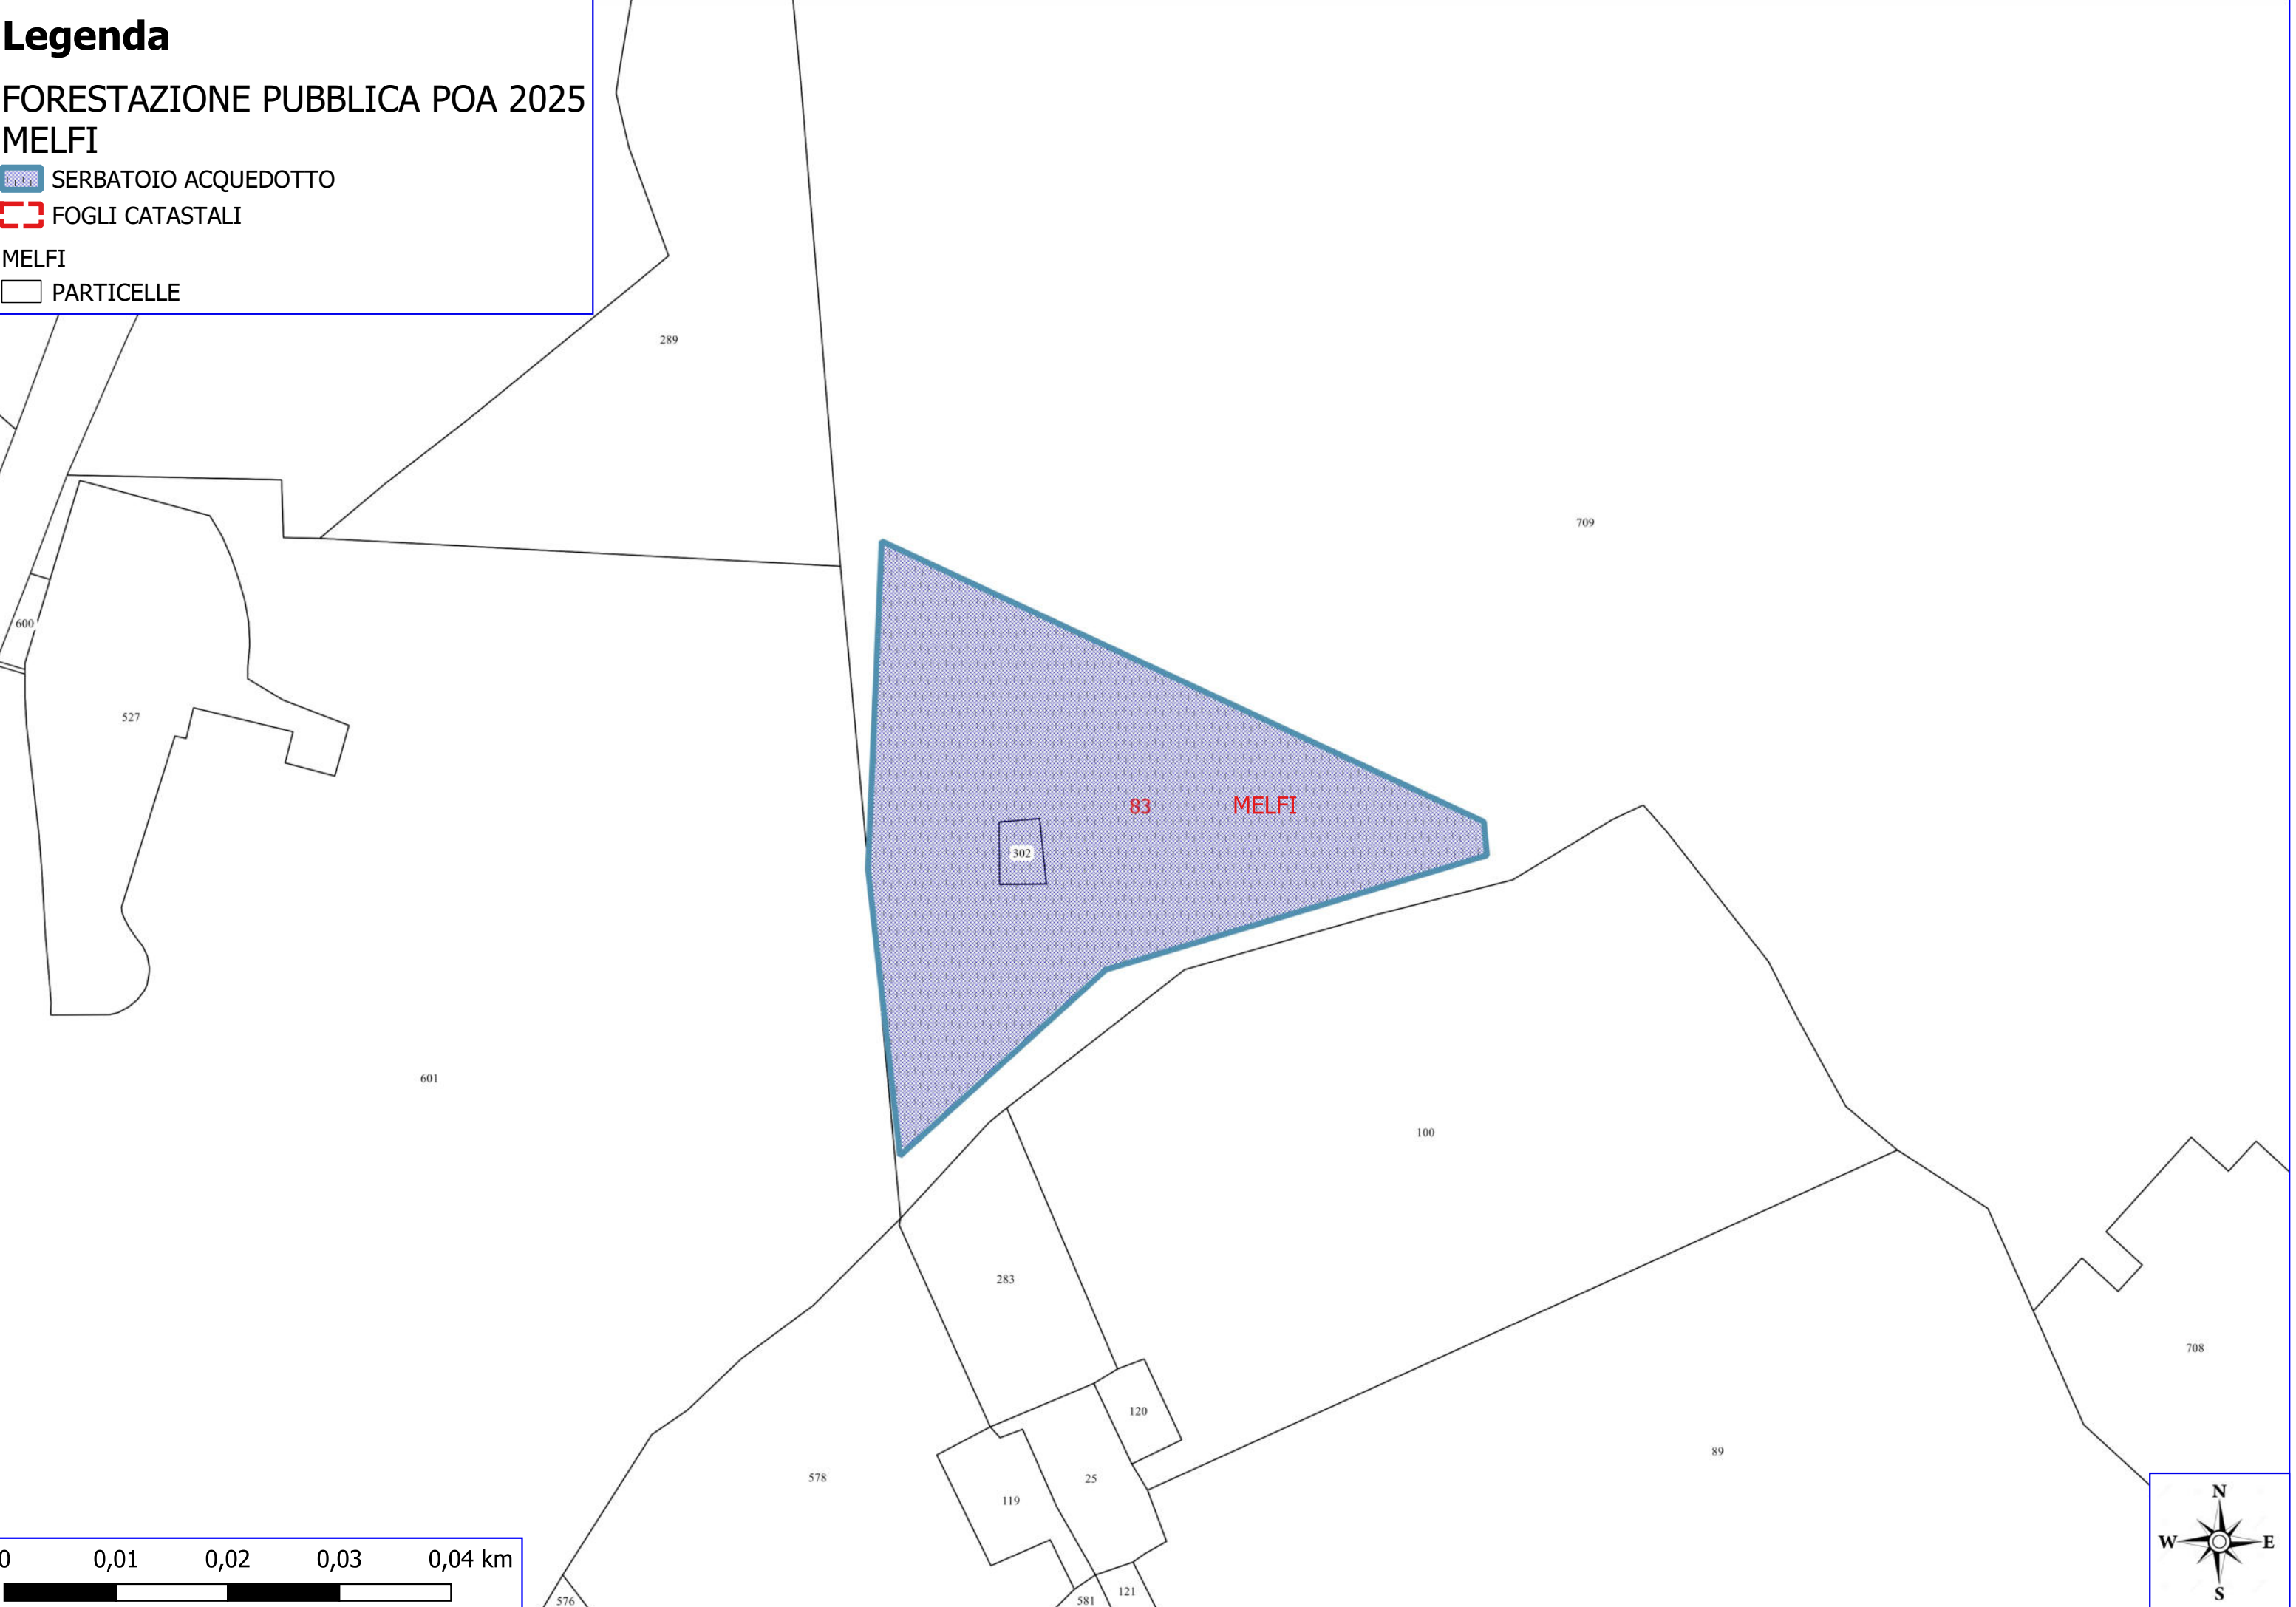 Legenda
FORESTAZIONE PUBBLICA POA 2025
MELFI
SERBATOIO ACQUEDOTTO
FOGLI CATASTALI
MELFI
PARTICELLE
289
709
600
527
83 MELFI
302
601
100
283
708
120
89
578
25
119
N
W E
S
0 0,01 0,02 0,03 0,04 km
121
576
581